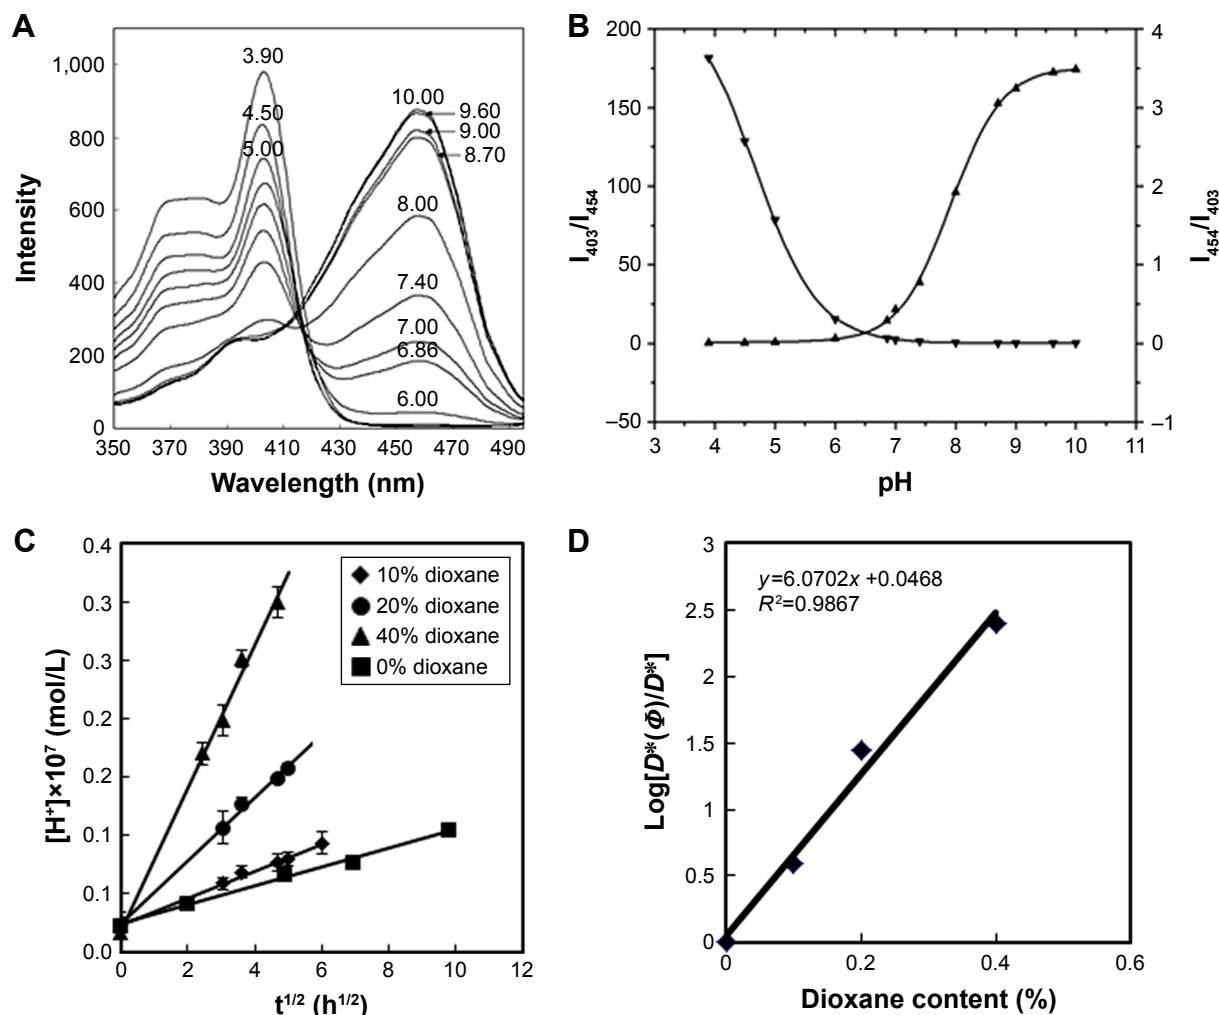 A
1,000
800
600
400
200
0
Intensity
3.90
4.50
5.00
10.00
9.60
9.00
8.70
8.00
7.40
7.00
6.86
6.00
350 370 390 410 430 450 470 490
Wavelength (nm)
B
200
150
100
50
0
–50
I403/I454
4
3
2
1
0
–1
I454/I403
3 4 5 6 7 8 9 10 11
pH
C
0.4
0.3
0.3
0.2
0.2
0.1
0.1
0.0
[H+]×10⁷ (mol/L)
10% dioxane
20% dioxane
40% dioxane
0% dioxane
0 2 4 6 8 10 12
t1/2 (h1/2)
D
3
2.5
2
1.5
1
0.5
0
Log[D*(Φ)/D*]
y=6.0702x +0.0468
R²=0.9867
0 0.2 0.4 0.6
Dioxane content (%)